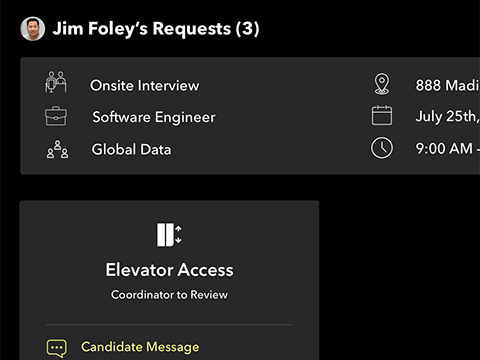 Jim Foley’s Requests (3)
Onsite Interview
888 Madi
Software Engineer
July 25th,
Global Data
9:00 AM -
Elevator Access
Coordinator to Review
Candidate Message